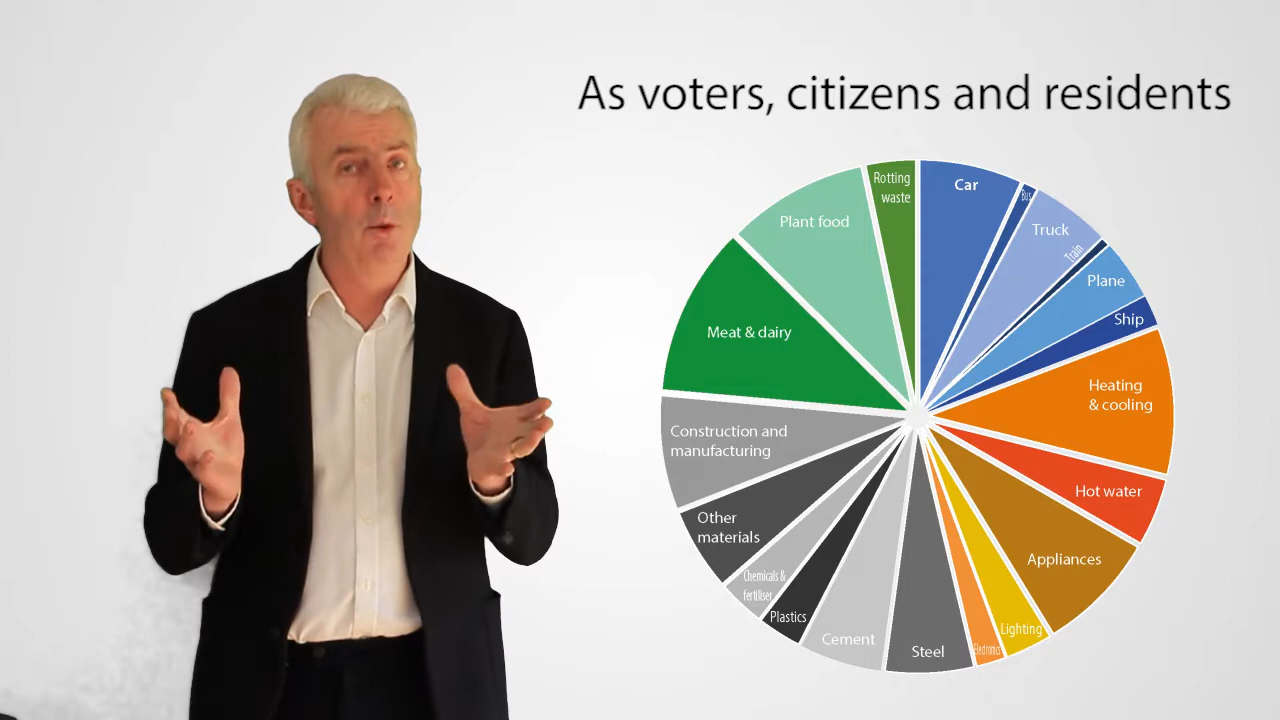 As voters, citizens and residents
Rotting
waste
Car
Bus
Truck
Train
Plane
Ship
Heating
& cooling
Hot water
Appliances
Lighting
Electronics
Steel
Cement
Plastics
Chemicals &
fertiliser
Other
materials
Construction and
manufacturing
Meat & dairy
Plant food